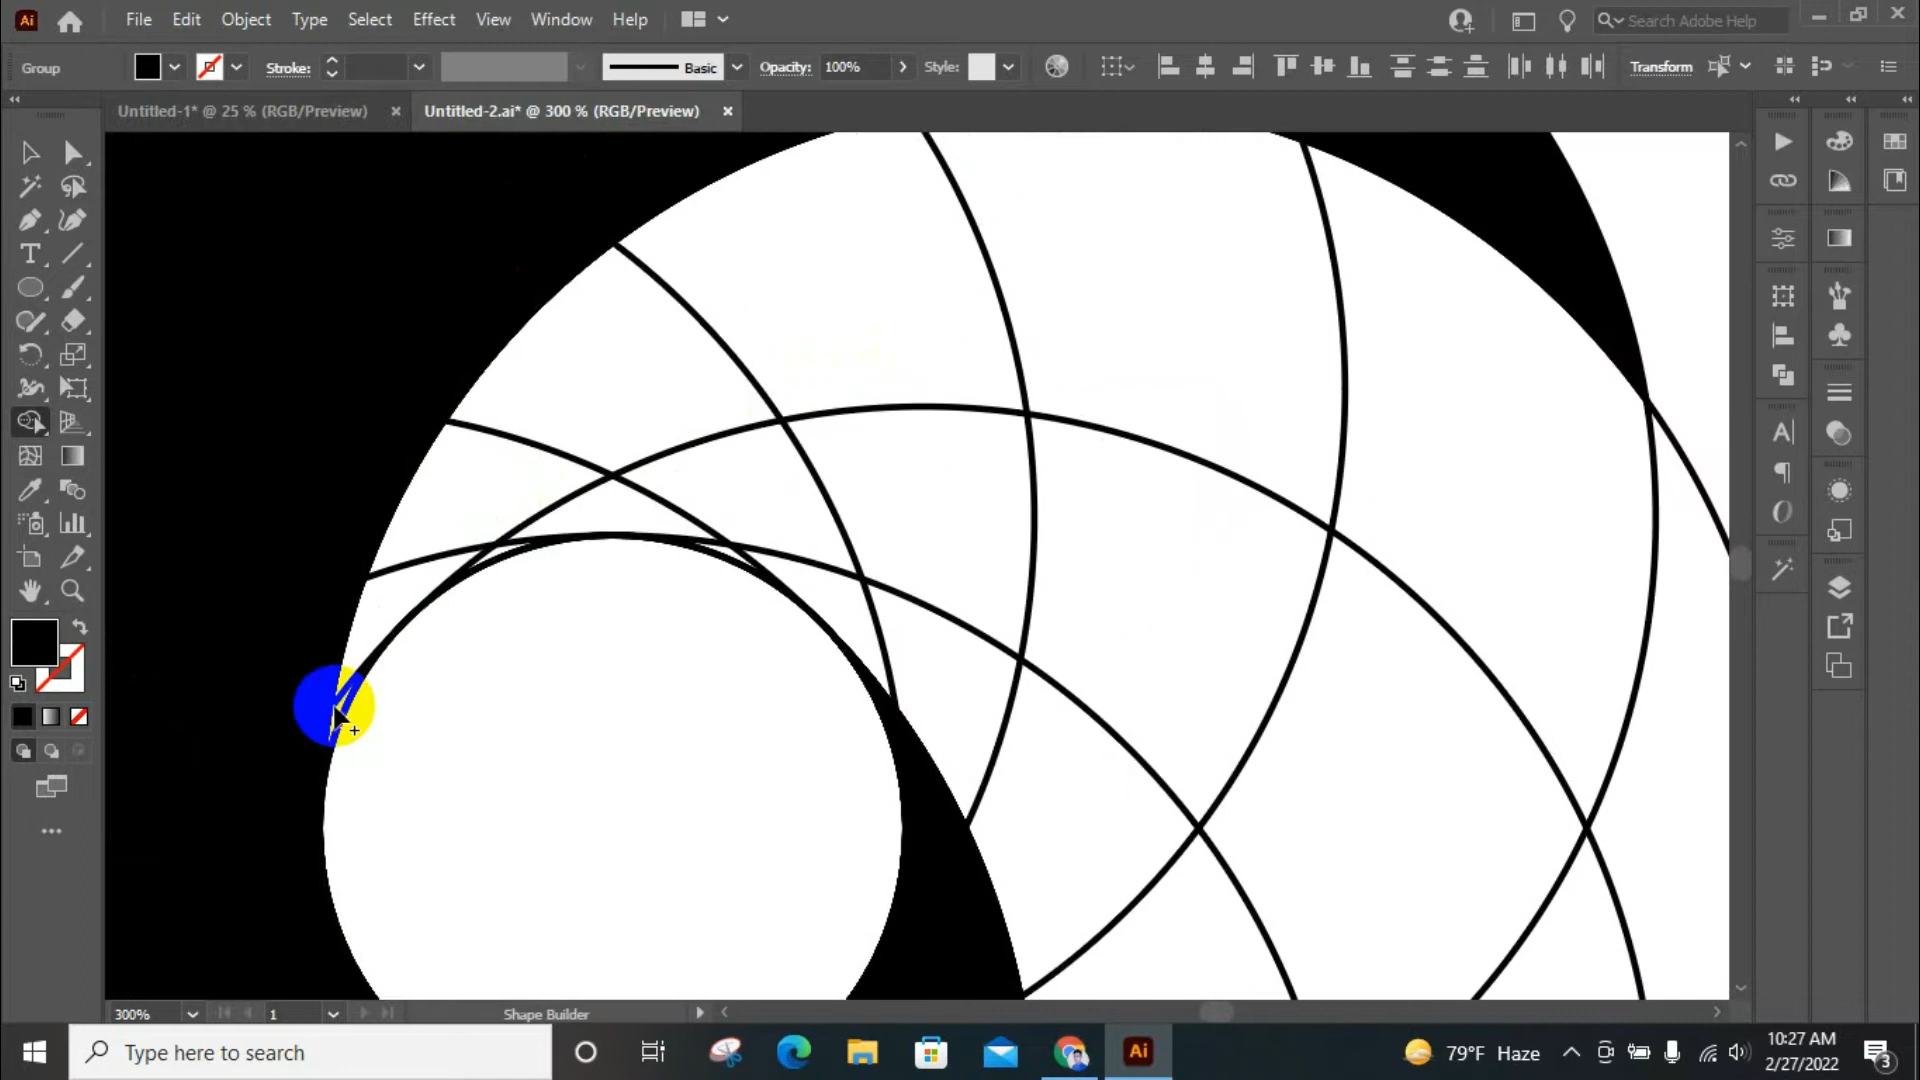 Ai File Edit Object Type Select Effect View Window Help Search Adobe Help
Group Stroke: Basic Opacity: 100% Style: Transform
Untitled-1* @ 25 % (RGB/Preview) Untitled-2.ai* @ 300 % (RGB/Preview)
300% 1 Shape Builder
Type here to search Ai 79°F Haze 10:27 AM
2/27/2022 3